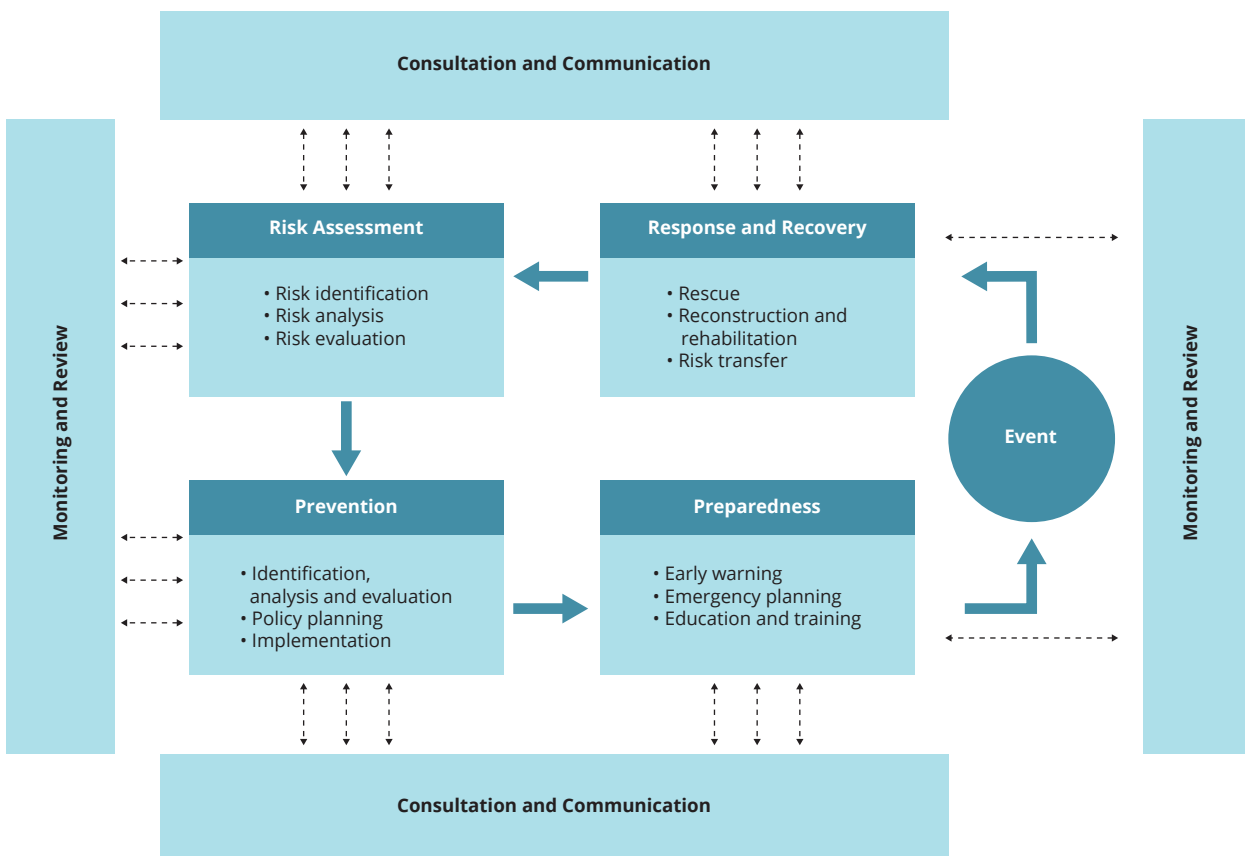 Consultation and Communication
Monitoring and Review
Risk Assessment
• Risk identification
• Risk analysis
• Risk evaluation
Response and Recovery
• Rescue
• Reconstruction and
rehabilitation
• Risk transfer
Event
Monitoring and Review
Prevention
• Identification,
analysis and evaluation
• Policy planning
• Implementation
Preparedness
• Early warning
• Emergency planning
• Education and training
Consultation and Communication